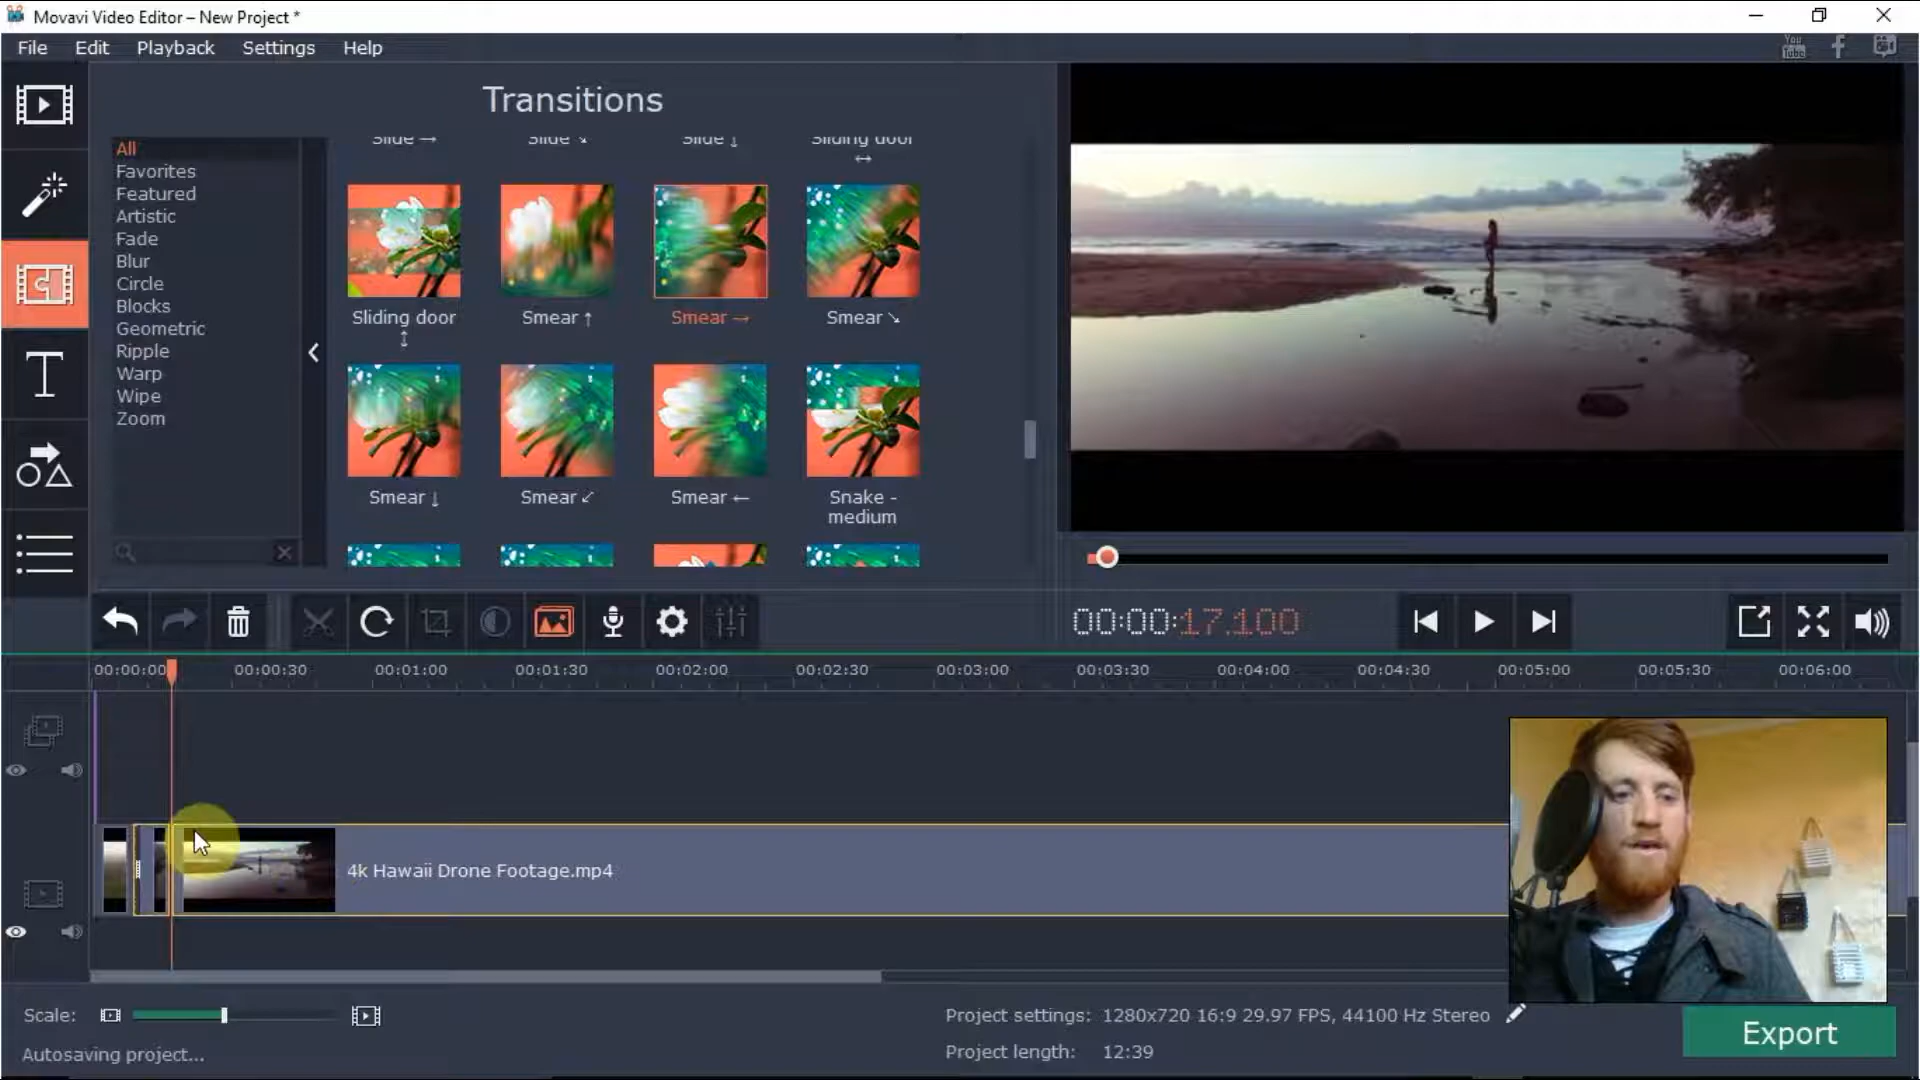 Movavi Video Editor – New Project *
File Edit Playback Settings Help
You
Tube
Transitions
All
Favorites
Featured
Artistic
Fade
Blur
Circle
Blocks
Geometric
Ripple
Warp
Wipe
Zoom
Slide → Slide ↘ Slide ↓ Sliding door
↔
Sliding door
↕
Smear ↑ Smear → Smear ↘
Smear ↓ Smear ↙ Smear ← Snake -
medium
00:00:17.100
00:00:00 00:00:30 00:01:00 00:01:30 00:02:00 00:02:30 00:03:00 00:03:30 00:04:00 00:04:30 00:05:00 00:05:30 00:06:00
4k Hawaii Drone Footage.mp4
Scale:
Project settings: 1280x720 16:9 29.97 FPS, 44100 Hz Stereo
Autosaving project...
Project length: 12:39
Export